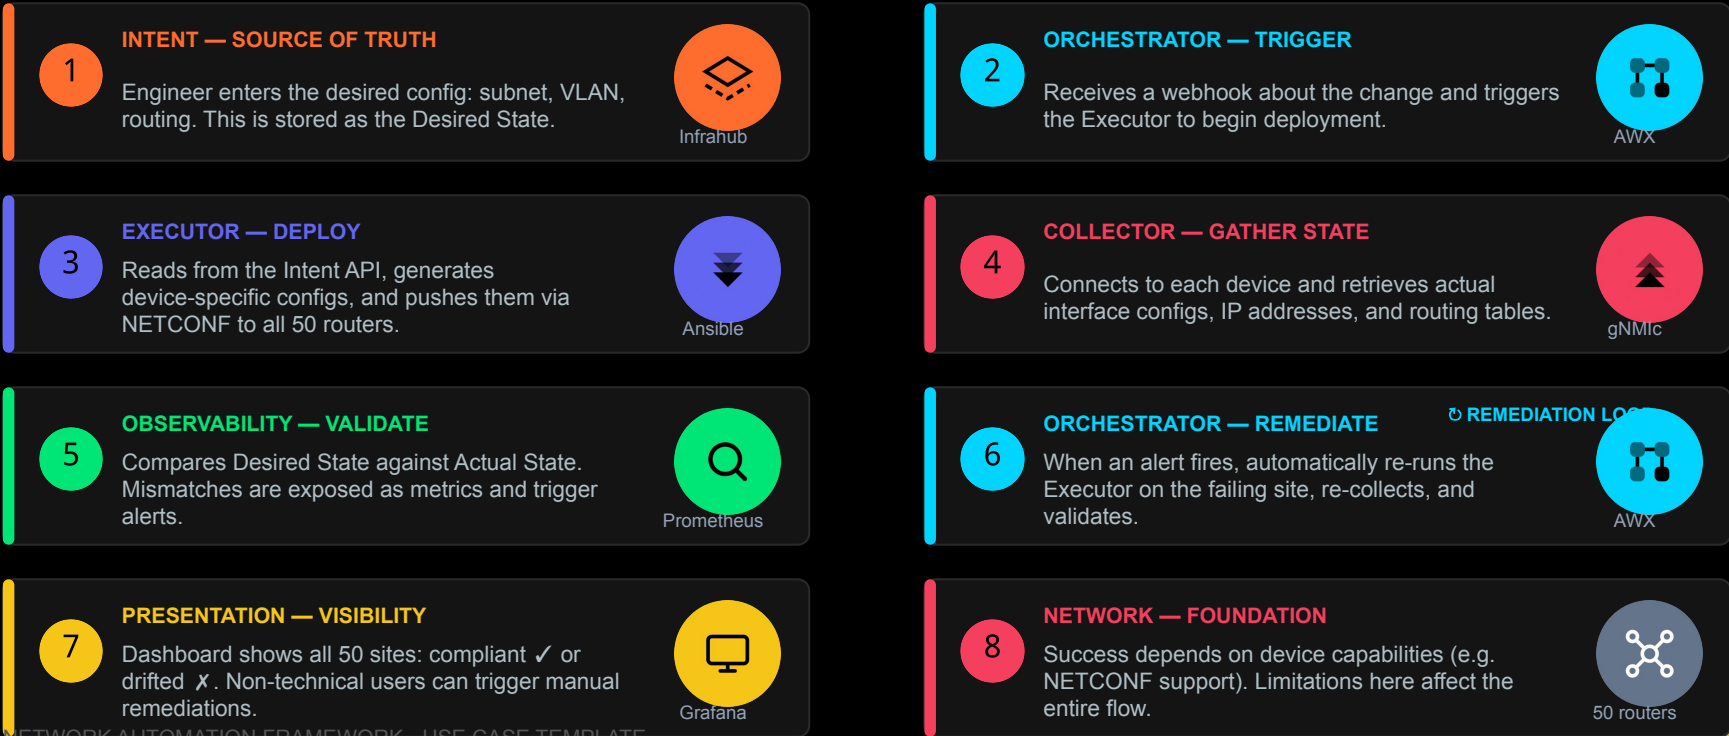 1
INTENT — SOURCE OF TRUTH
Engineer enters the desired config: subnet, VLAN,
routing. This is stored as the Desired State.
Infrahub
2
ORCHESTRATOR — TRIGGER
Receives a webhook about the change and triggers
the Executor to begin deployment.
AWX
3
EXECUTOR — DEPLOY
Reads from the Intent API, generates
device-specific configs, and pushes them via
NETCONF to all 50 routers.
Ansible
4
COLLECTOR — GATHER STATE
Connects to each device and retrieves actual
interface configs, IP addresses, and routing tables.
gNMIc
5
OBSERVABILITY — VALIDATE
Compares Desired State against Actual State.
Mismatches are exposed as metrics and trigger
alerts.
Prometheus
6
ORCHESTRATOR — REMEDIATE
↻ REMEDIATION
When an alert fires, automatically re-runs the
Executor on the failing site, re-collects, and
validates.
AWX
7
PRESENTATION — VISIBILITY
Dashboard shows all 50 sites: compliant ✓ or
drifted ✗. Non-technical users can trigger manual
remediations.
Grafana
8
NETWORK — FOUNDATION
Success depends on device capabilities (e.g.
NETCONF support). Limitations here affect the
entire flow.
50 routers
NETWORK AUTOMATION FRAMEWORK - USE CASE TEMPLATE